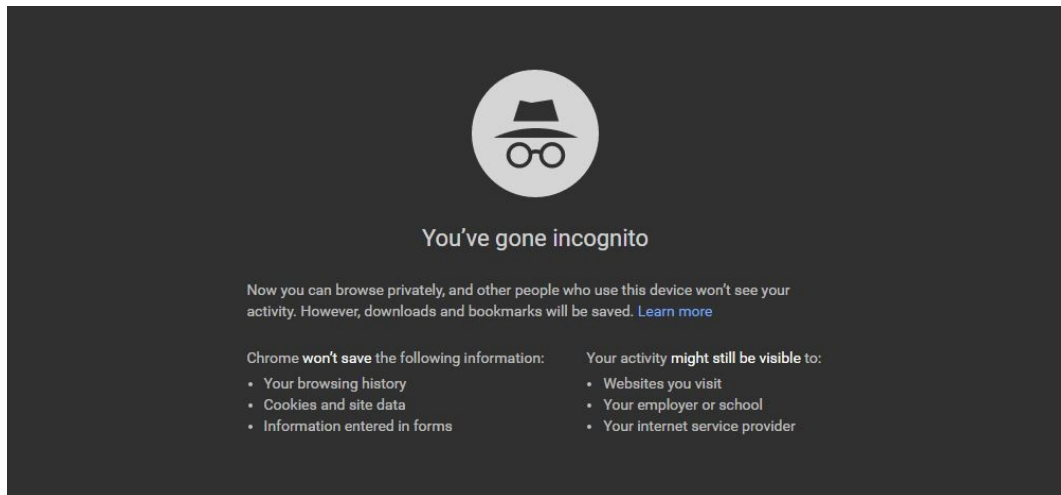 You've gone incognito
Now you can browse privately, and other people who use this device won't see your
activity. However, downloads and bookmarks will be saved. Learn more
Chrome won't save the following information:
• Your browsing history
• Cookies and site data
• Information entered in forms
Your activity might still be visible to:
• Websites you visit
• Your employer or school
• Your internet service provider